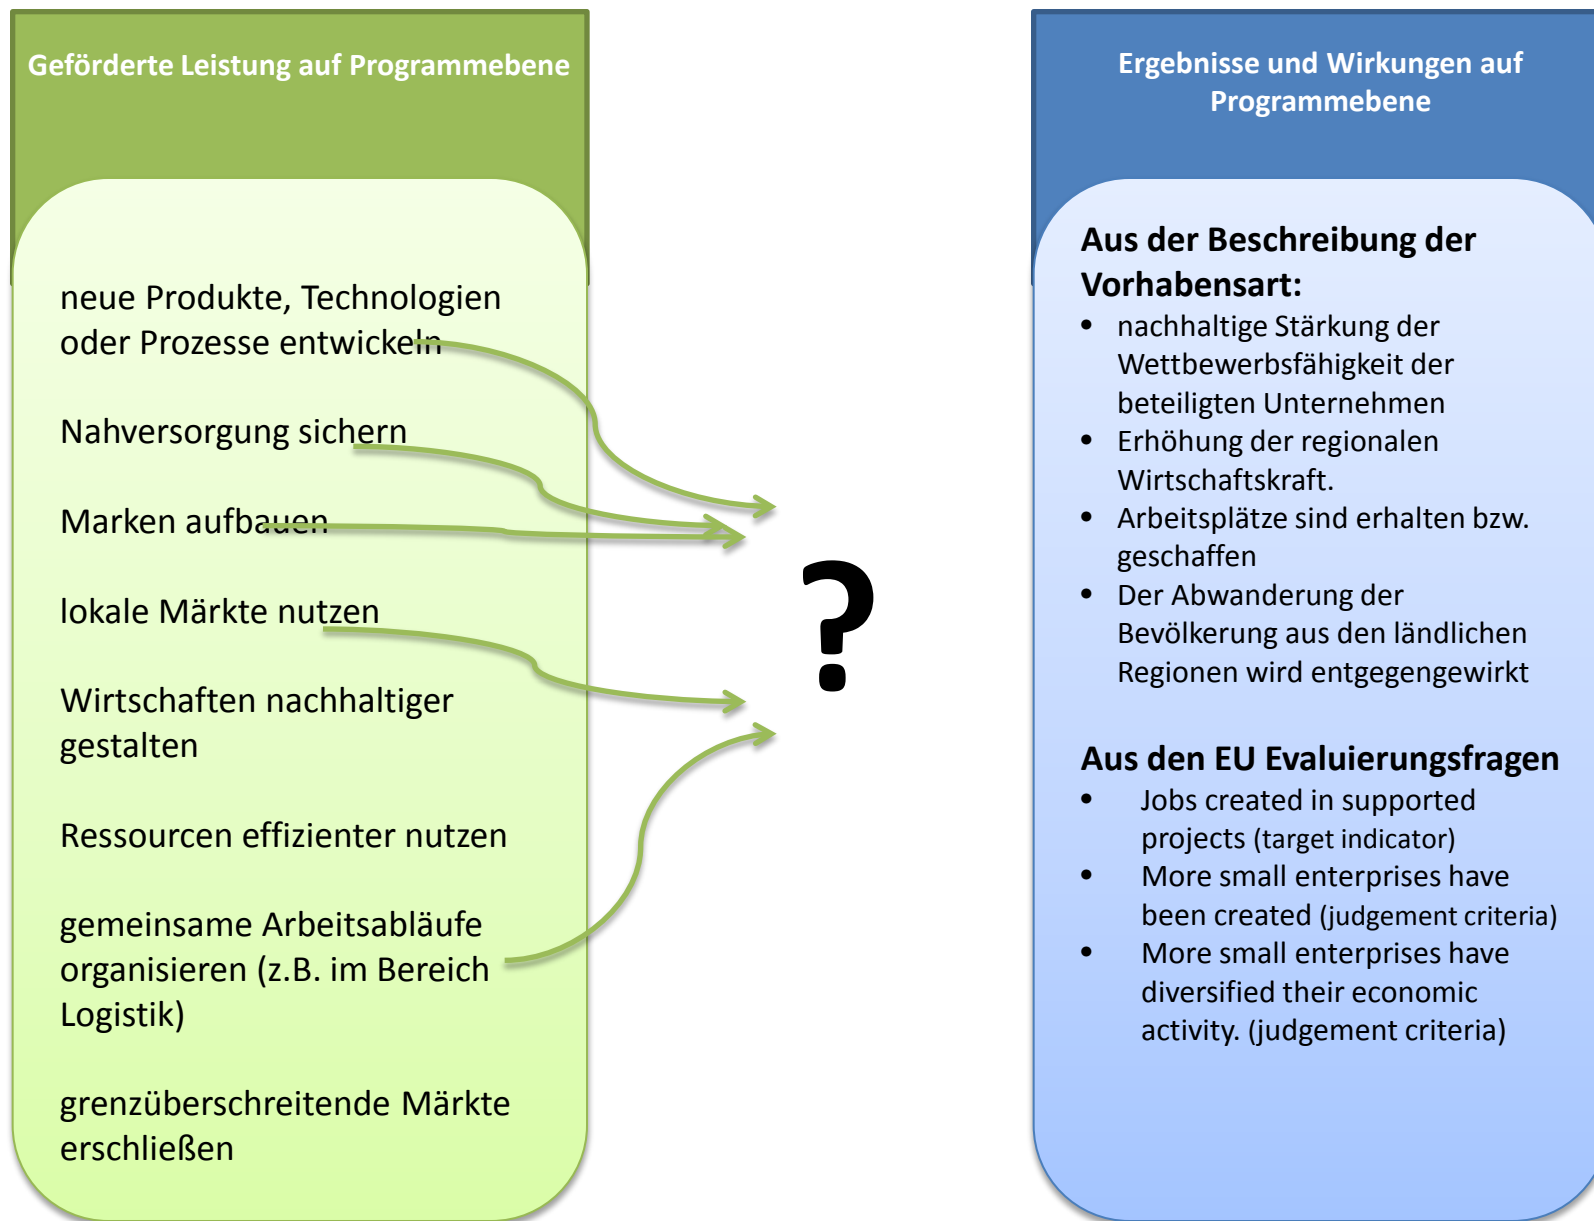 Geförderte Leistung auf Programmebene
neue Produkte, Technologien
oder Prozesse entwickeln
Nahversorgung sichern
Marken aufbauen
lokale Märkte nutzen
Wirtschaften nachhaltiger
gestalten
Ressourcen effizienter nutzen
gemeinsame Arbeitsabläufe
organisieren (z.B. im Bereich
Logistik)
grenzüberschreitende Märkte
erschließen
?
Ergebnisse und Wirkungen auf
Programmebene
Aus der Beschreibung der
Vorhabensart:
• nachhaltige Stärkung der
Wettbewerbsfähigkeit der
beteiligten Unternehmen
• Erhöhung der regionalen
Wirtschaftskraft.
• Arbeitsplätze sind erhalten bzw.
geschaffen
• Der Abwanderung der
Bevölkerung aus den ländlichen
Regionen wird entgegengewirkt
Aus den EU Evaluierungsfragen
• Jobs created in supported
projects (target indicator)
• More small enterprises have
been created (judgement criteria)
• More small enterprises have
diversified their economic
activity. (judgement criteria)